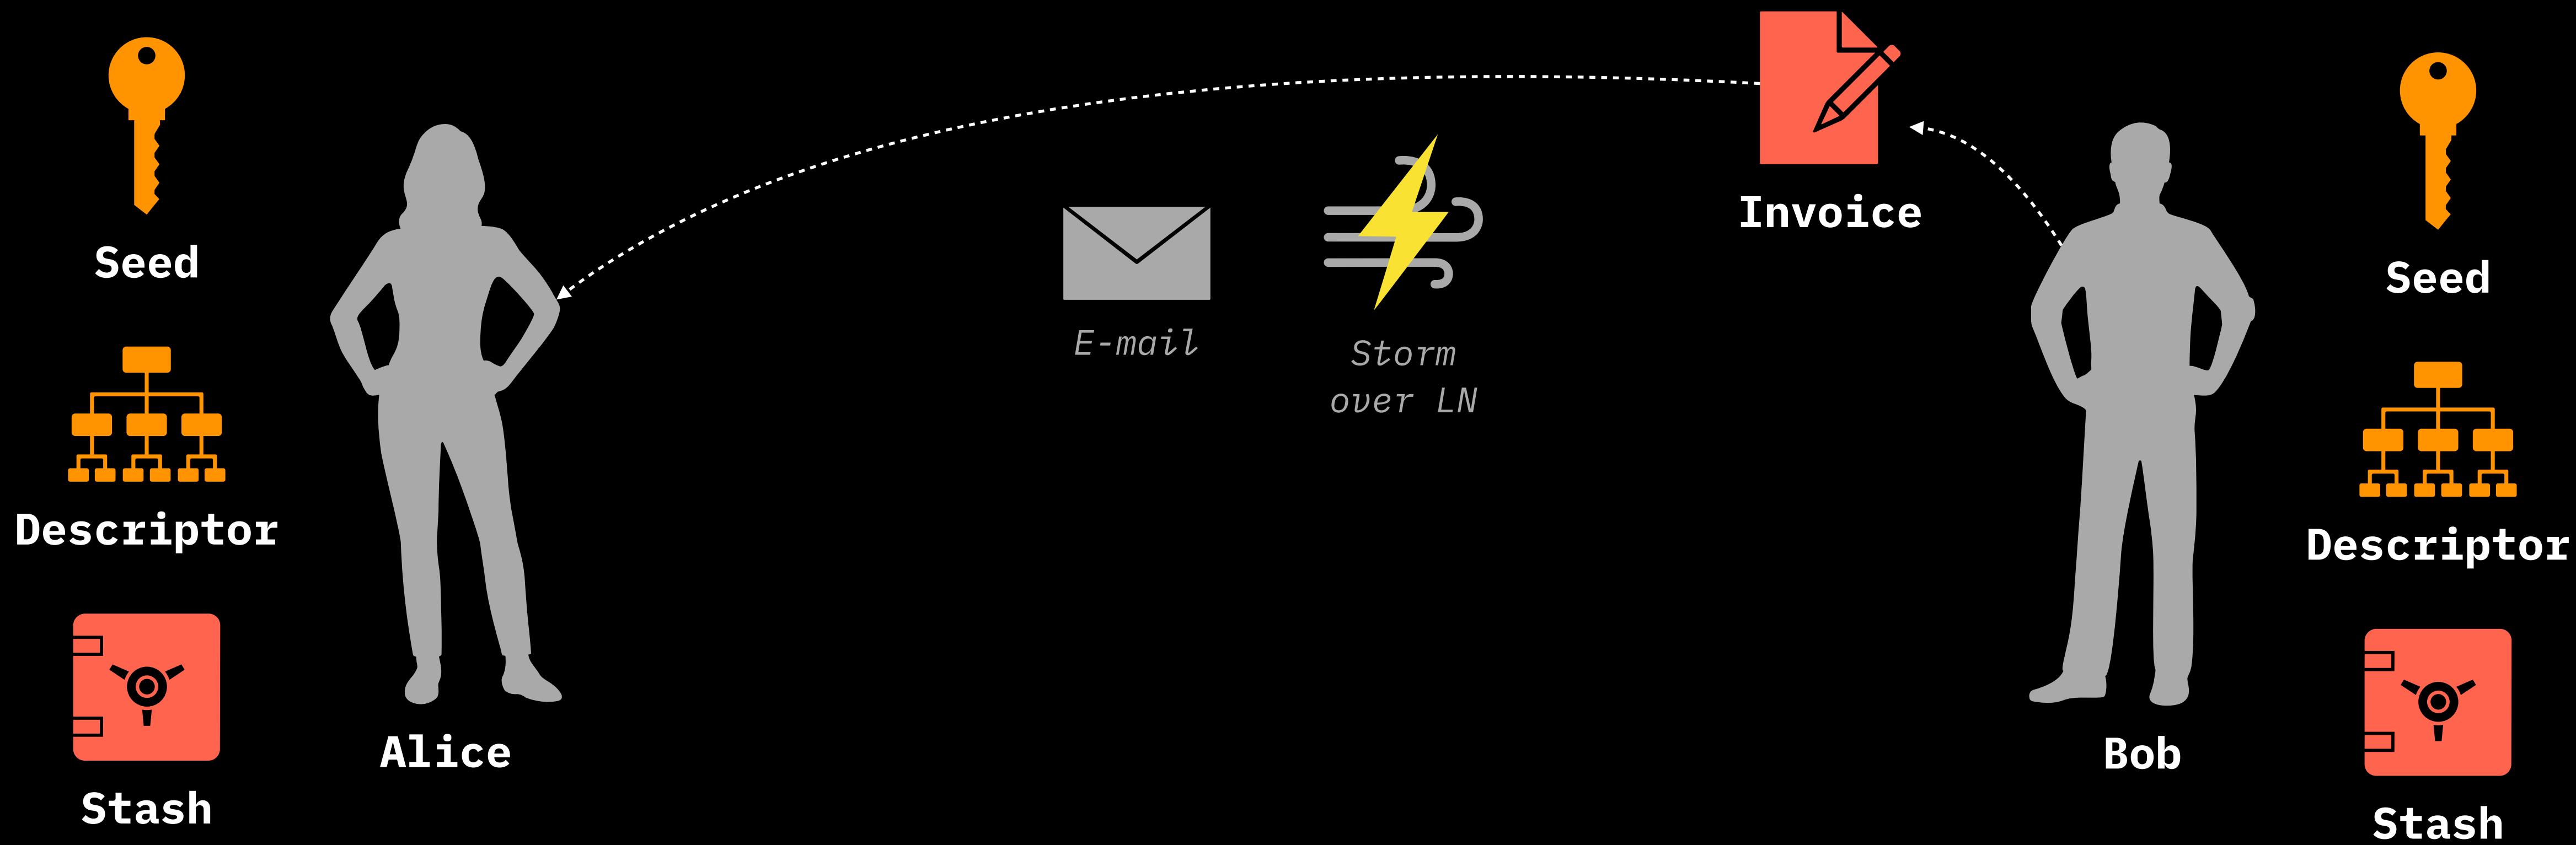 Seed
Descriptor
Stash
Alice
E-mail
Storm
over LN
Invoice
Bob
Seed
Descriptor
Stash